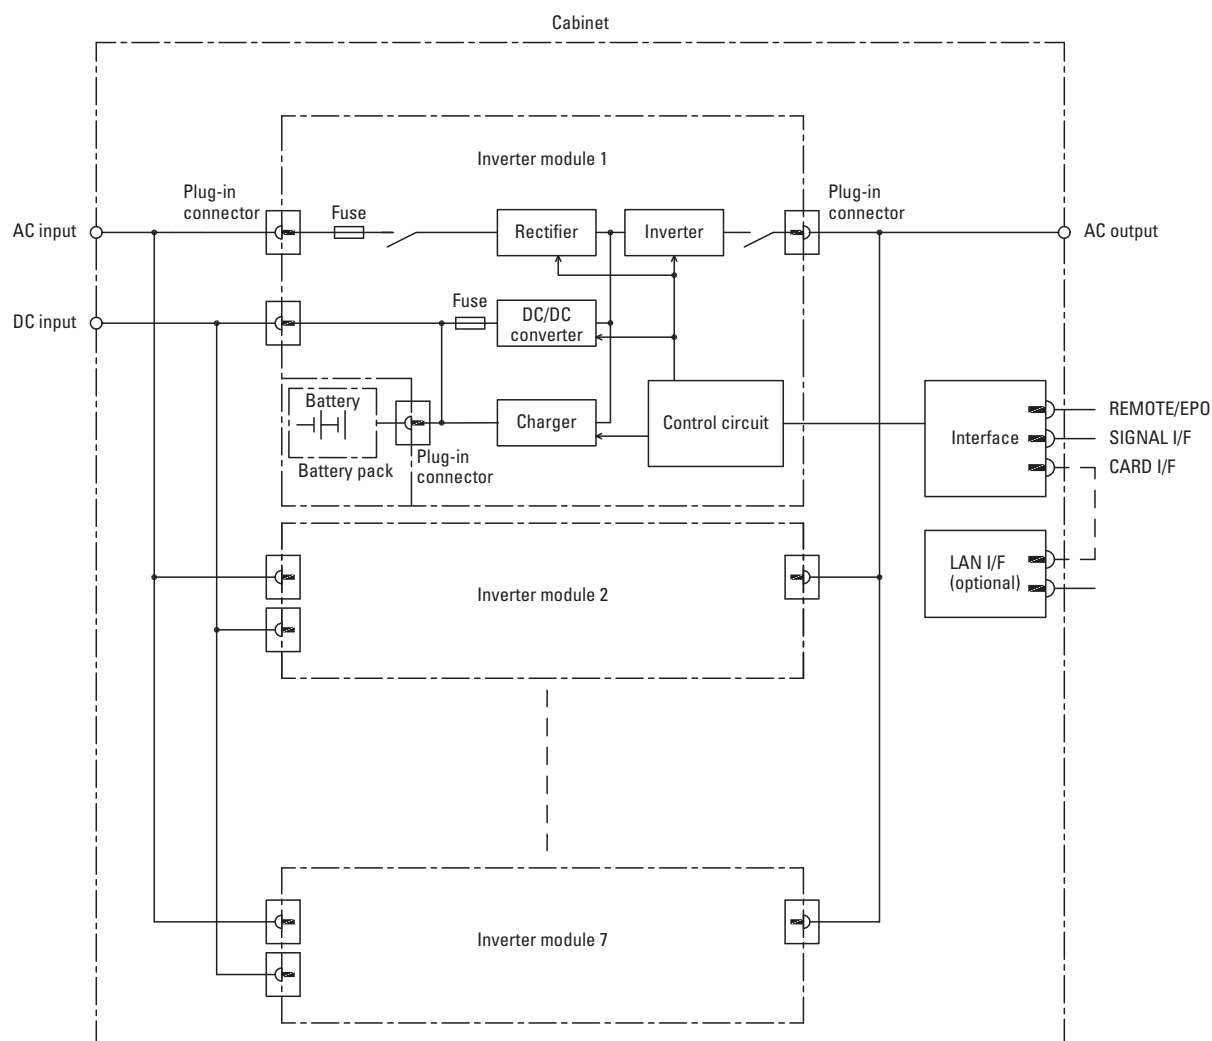 Cabinet
Inverter module 1
Plug-in
connector
Fuse
Plug-in
connector
AC input
Rectifier
Inverter
AC output
Fuse
DC input
DC/DC
converter
Battery
Charger
Control circuit
Battery pack
Plug-in
connector
Interface
REMOTE/EPO
SIGNAL I/F
CARD I/F
LAN I/F
(optional)
Inverter module 2
Inverter module 7